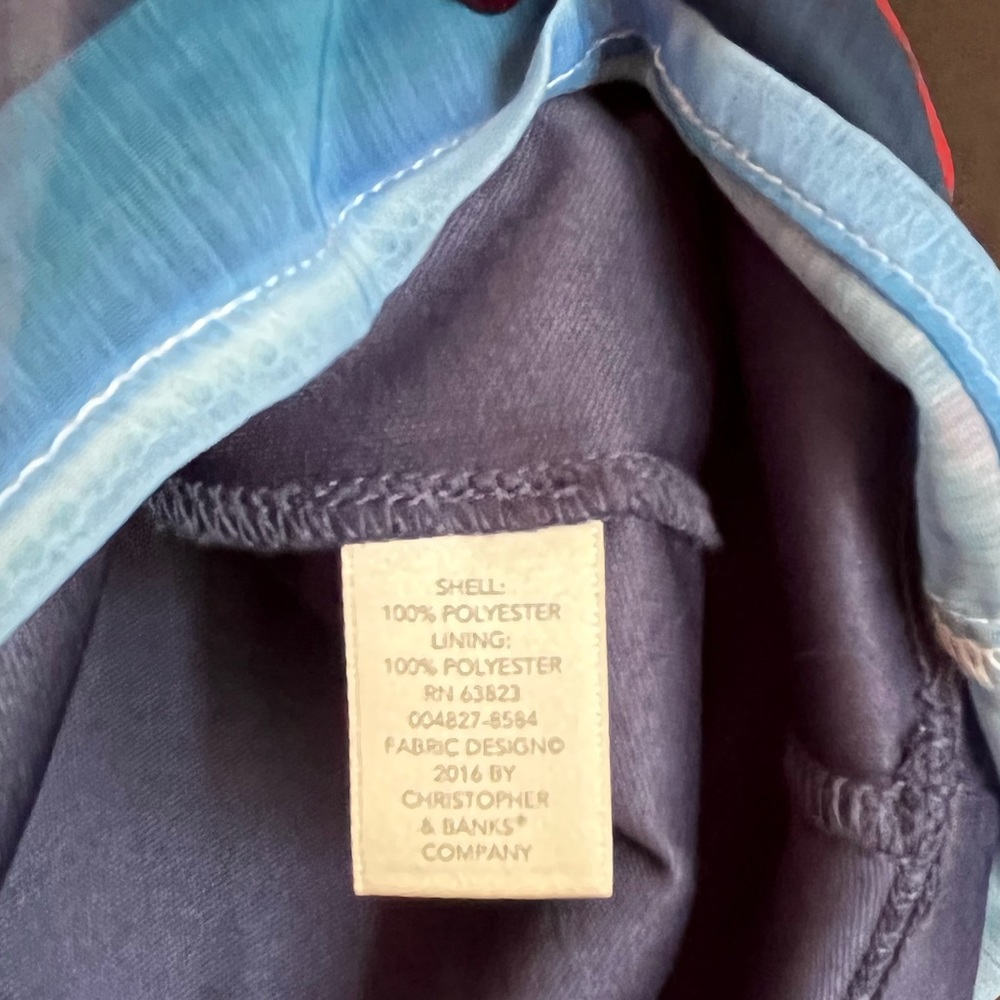 SHELL:
100% POLYESTER
LINING:
100% POLYESTER
RN 63823
004827-8584
FABRIC DESIGN©
2016 BY
CHRISTOPHER
& BANKS®
COMPANY